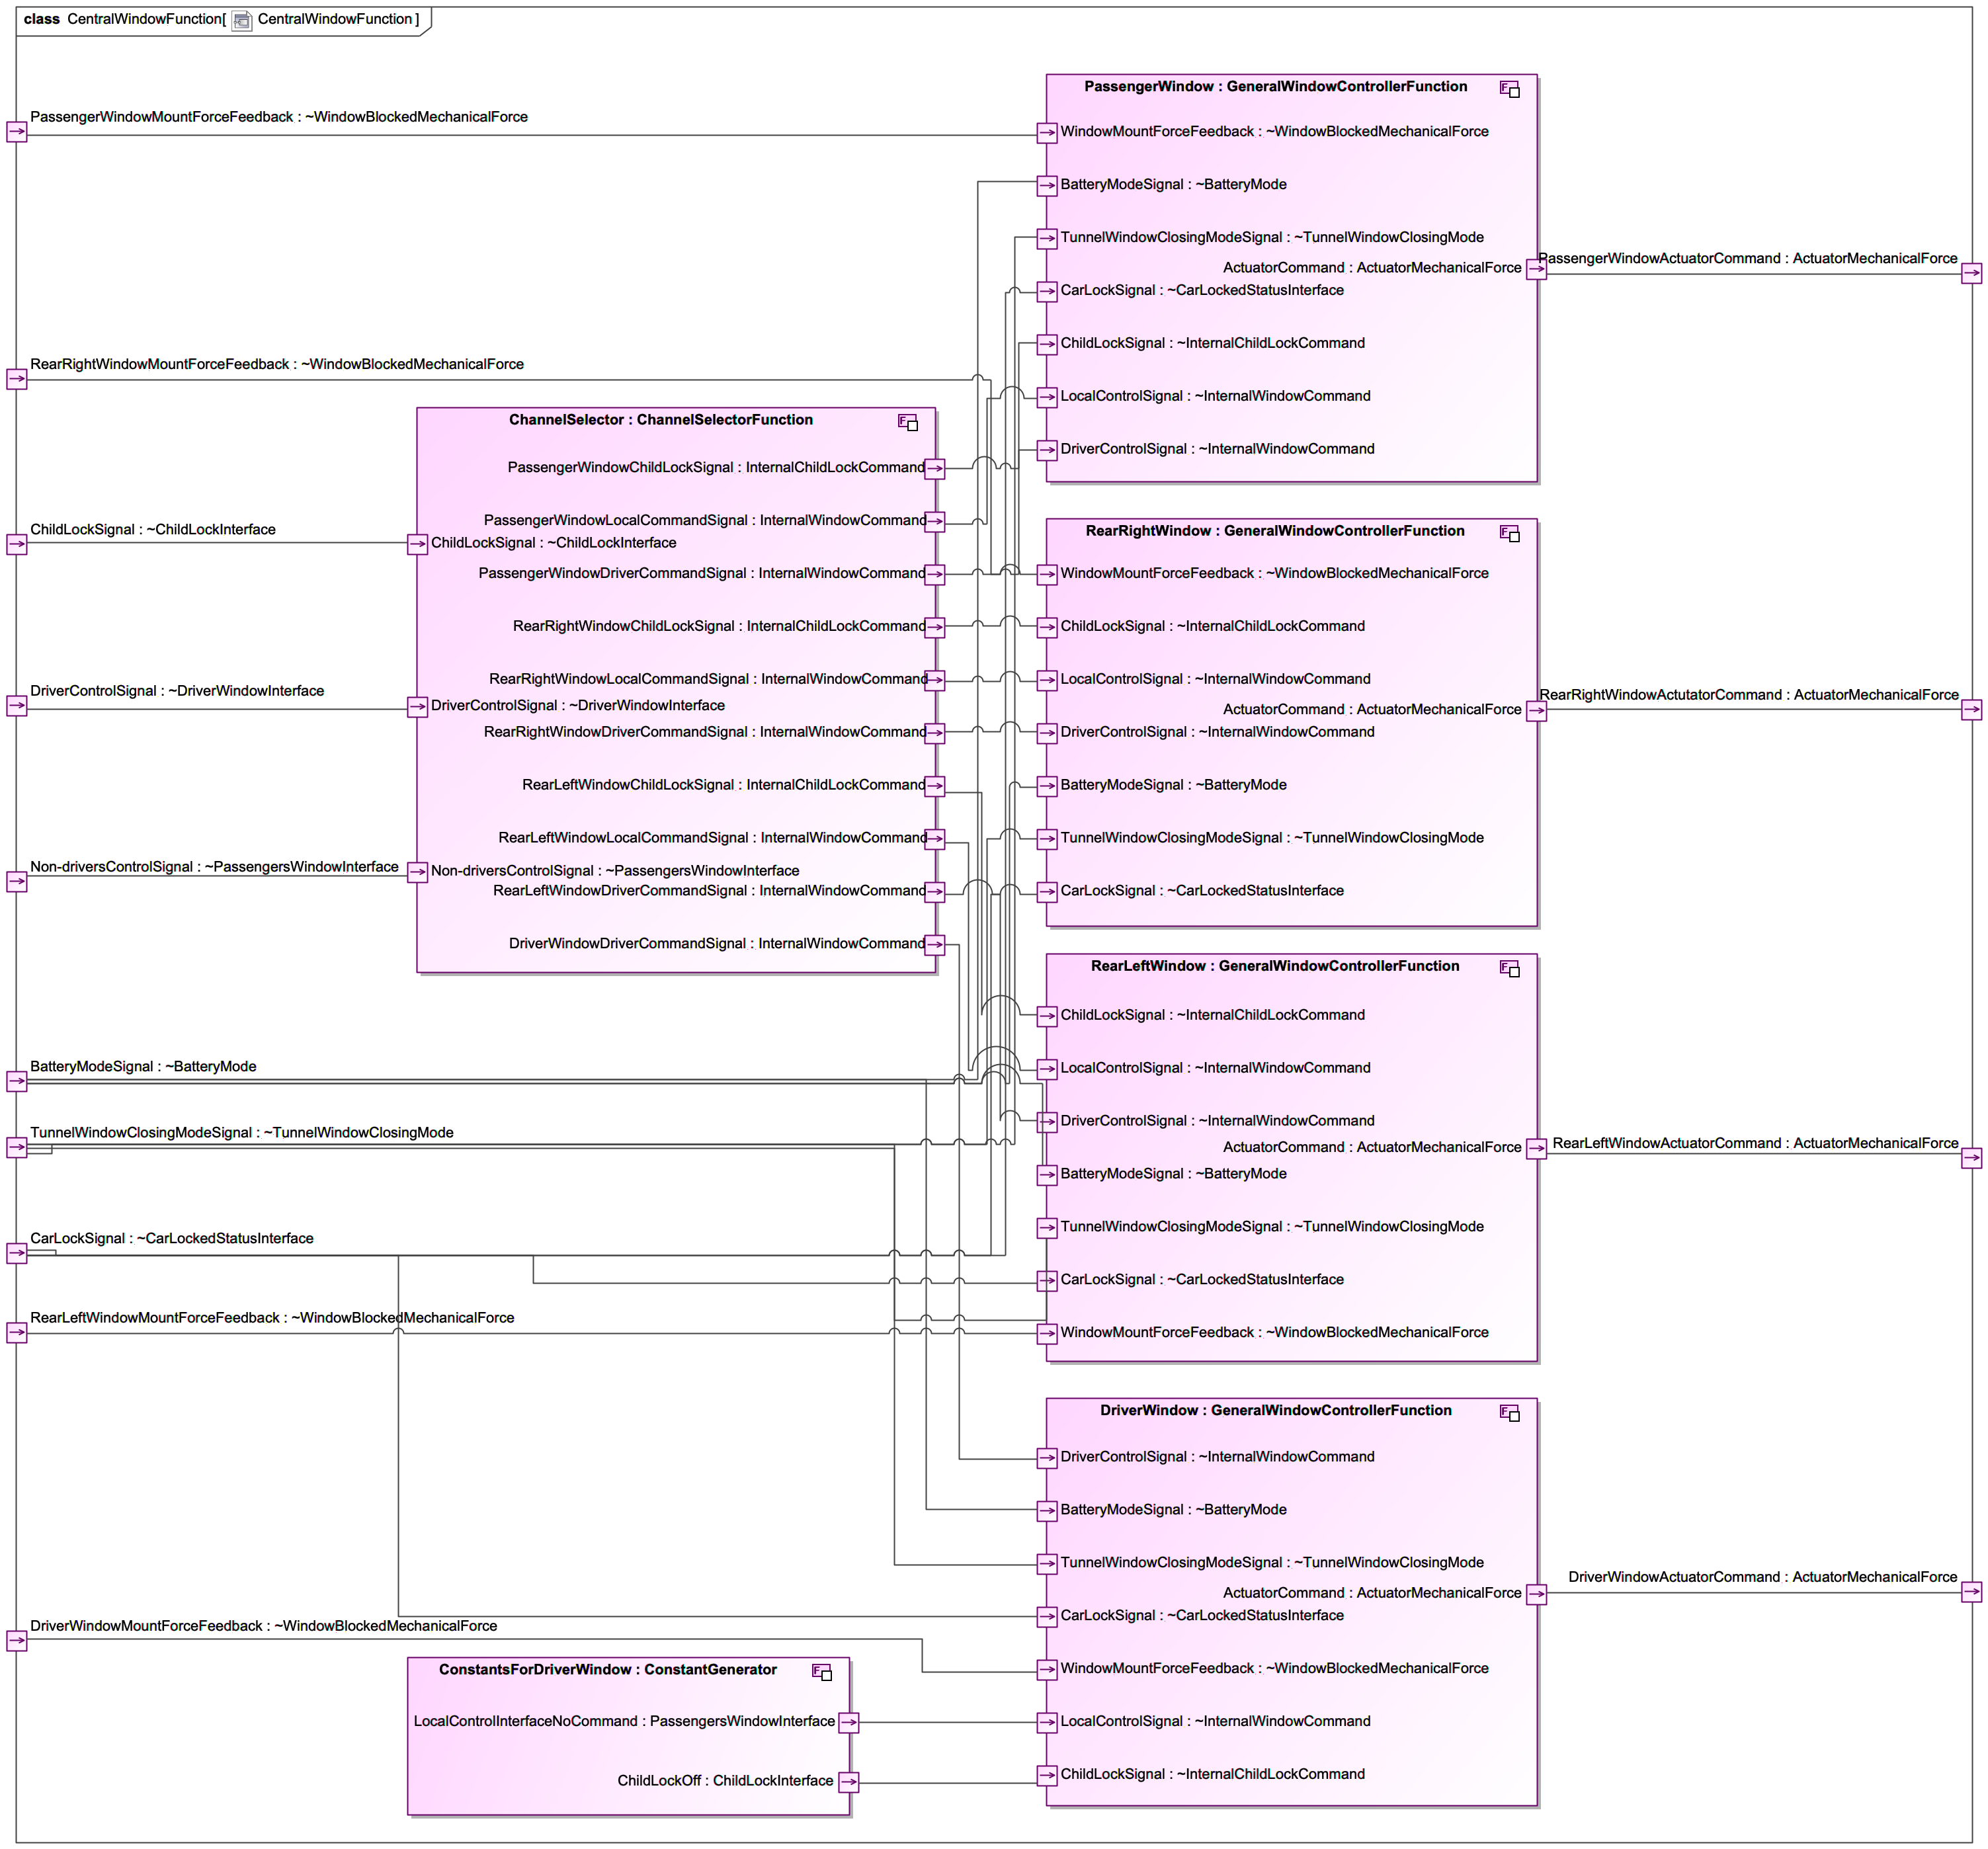 class CentralWindowFunction[ CentralWindowFunction ]
PassengerWindowMountForceFeedback : ~WindowBlockedMechanicalForce
RearRightWindowMountForceFeedback : ~WindowBlockedMechanicalForce
ChildLockSignal : ~ChildLockInterface
DriverControlSignal : ~DriverWindowInterface
Non-driversControlSignal : ~PassengersWindowInterface
BatteryModeSignal : ~BatteryMode
TunnelWindowClosingModeSignal : ~TunnelWindowClosingMode
CarLockSignal : ~CarLockedStatusInterface
RearLeftWindowMountForceFeedback : ~WindowBlockedMechanicalForce
DriverWindowMountForceFeedback : ~WindowBlockedMechanicalForce
ChannelSelector : ChannelSelectorFunction
PassengerWindowChildLockSignal : InternalChildLockCommand
PassengerWindowLocalCommandSignal : InternalWindowCommand
ChildLockSignal : ~ChildLockInterface
PassengerWindowDriverCommandSignal : InternalWindowCommand
RearRightWindowChildLockSignal : InternalChildLockCommand
RearRightWindowLocalCommandSignal : InternalWindowCommand
DriverControlSignal : ~DriverWindowInterface
RearRightWindowDriverCommandSignal : InternalWindowCommand
RearLeftWindowChildLockSignal : InternalChildLockCommand
RearLeftWindowLocalCommandSignal : InternalWindowCommand
Non-driversControlSignal : ~PassengersWindowInterface
RearLeftWindowDriverCommandSignal : InternalWindowCommand
DriverWindowDriverCommandSignal : InternalWindowCommand
ConstantsForDriverWindow : ConstantGenerator
LocalControlInterfaceNoCommand : PassengersWindowInterface
ChildLockOff : ChildLockInterface
PassengerWindow : GeneralWindowControllerFunction
WindowMountForceFeedback : ~WindowBlockedMechanicalForce
BatteryModeSignal : ~BatteryMode
TunnelWindowClosingModeSignal : ~TunnelWindowClosingMode
ActuatorCommand : ActuatorMechanicalForce
CarLockSignal : ~CarLockedStatusInterface
ChildLockSignal : ~InternalChildLockCommand
LocalControlSignal : ~InternalWindowCommand
DriverControlSignal : ~InternalWindowCommand
RearRightWindow : GeneralWindowControllerFunction
WindowMountForceFeedback : ~WindowBlockedMechanicalForce
ChildLockSignal : ~InternalChildLockCommand
LocalControlSignal : ~InternalWindowCommand
ActuatorCommand : ActuatorMechanicalForce
DriverControlSignal : ~InternalWindowCommand
BatteryModeSignal : ~BatteryMode
TunnelWindowClosingModeSignal : ~TunnelWindowClosingMode
CarLockSignal : ~CarLockedStatusInterface
RearLeftWindow : GeneralWindowControllerFunction
ChildLockSignal : ~InternalChildLockCommand
LocalControlSignal : ~InternalWindowCommand
DriverControlSignal : ~InternalWindowCommand
ActuatorCommand : ActuatorMechanicalForce
BatteryModeSignal : ~BatteryMode
TunnelWindowClosingModeSignal : ~TunnelWindowClosingMode
CarLockSignal : ~CarLockedStatusInterface
WindowMountForceFeedback : ~WindowBlockedMechanicalForce
DriverWindow : GeneralWindowControllerFunction
DriverControlSignal : ~InternalWindowCommand
BatteryModeSignal : ~BatteryMode
TunnelWindowClosingModeSignal : ~TunnelWindowClosingMode
ActuatorCommand : ActuatorMechanicalForce
CarLockSignal : ~CarLockedStatusInterface
WindowMountForceFeedback : ~WindowBlockedMechanicalForce
LocalControlSignal : ~InternalWindowCommand
ChildLockSignal : ~InternalChildLockCommand
PassengerWindowActuatorCommand : ActuatorMechanicalForce
RearRightWindowActutatorCommand : ActuatorMechanicalForce
RearLeftWindowActuatorCommand : ActuatorMechanicalForce
DriverWindowActuatorCommand : ActuatorMechanicalForce